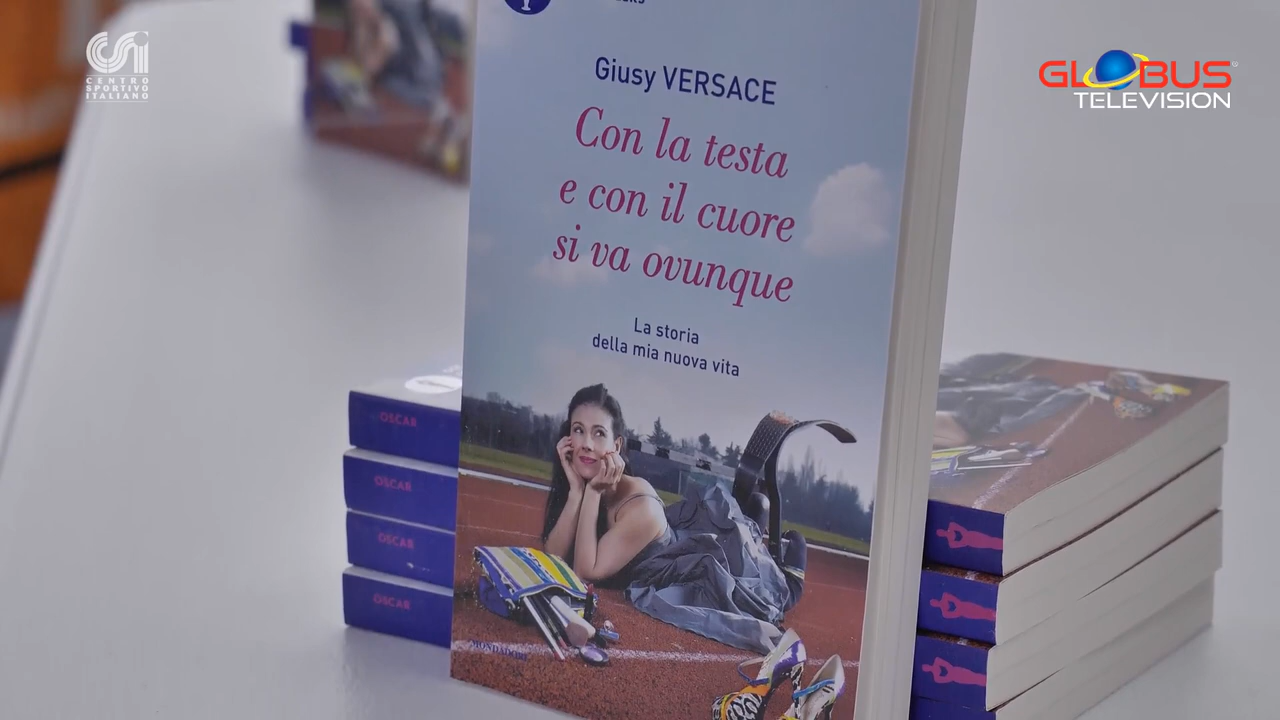 CENTRO
SPORTIVO
ITALIANO
GLOBUS
TELEVISION
Giusy VERSACE
Con la testa
e con il cuore
si va ovunque
La storia
della mia nuova vita
MONDADORI
OSCAR
OSCAR
OSCAR
OSCAR